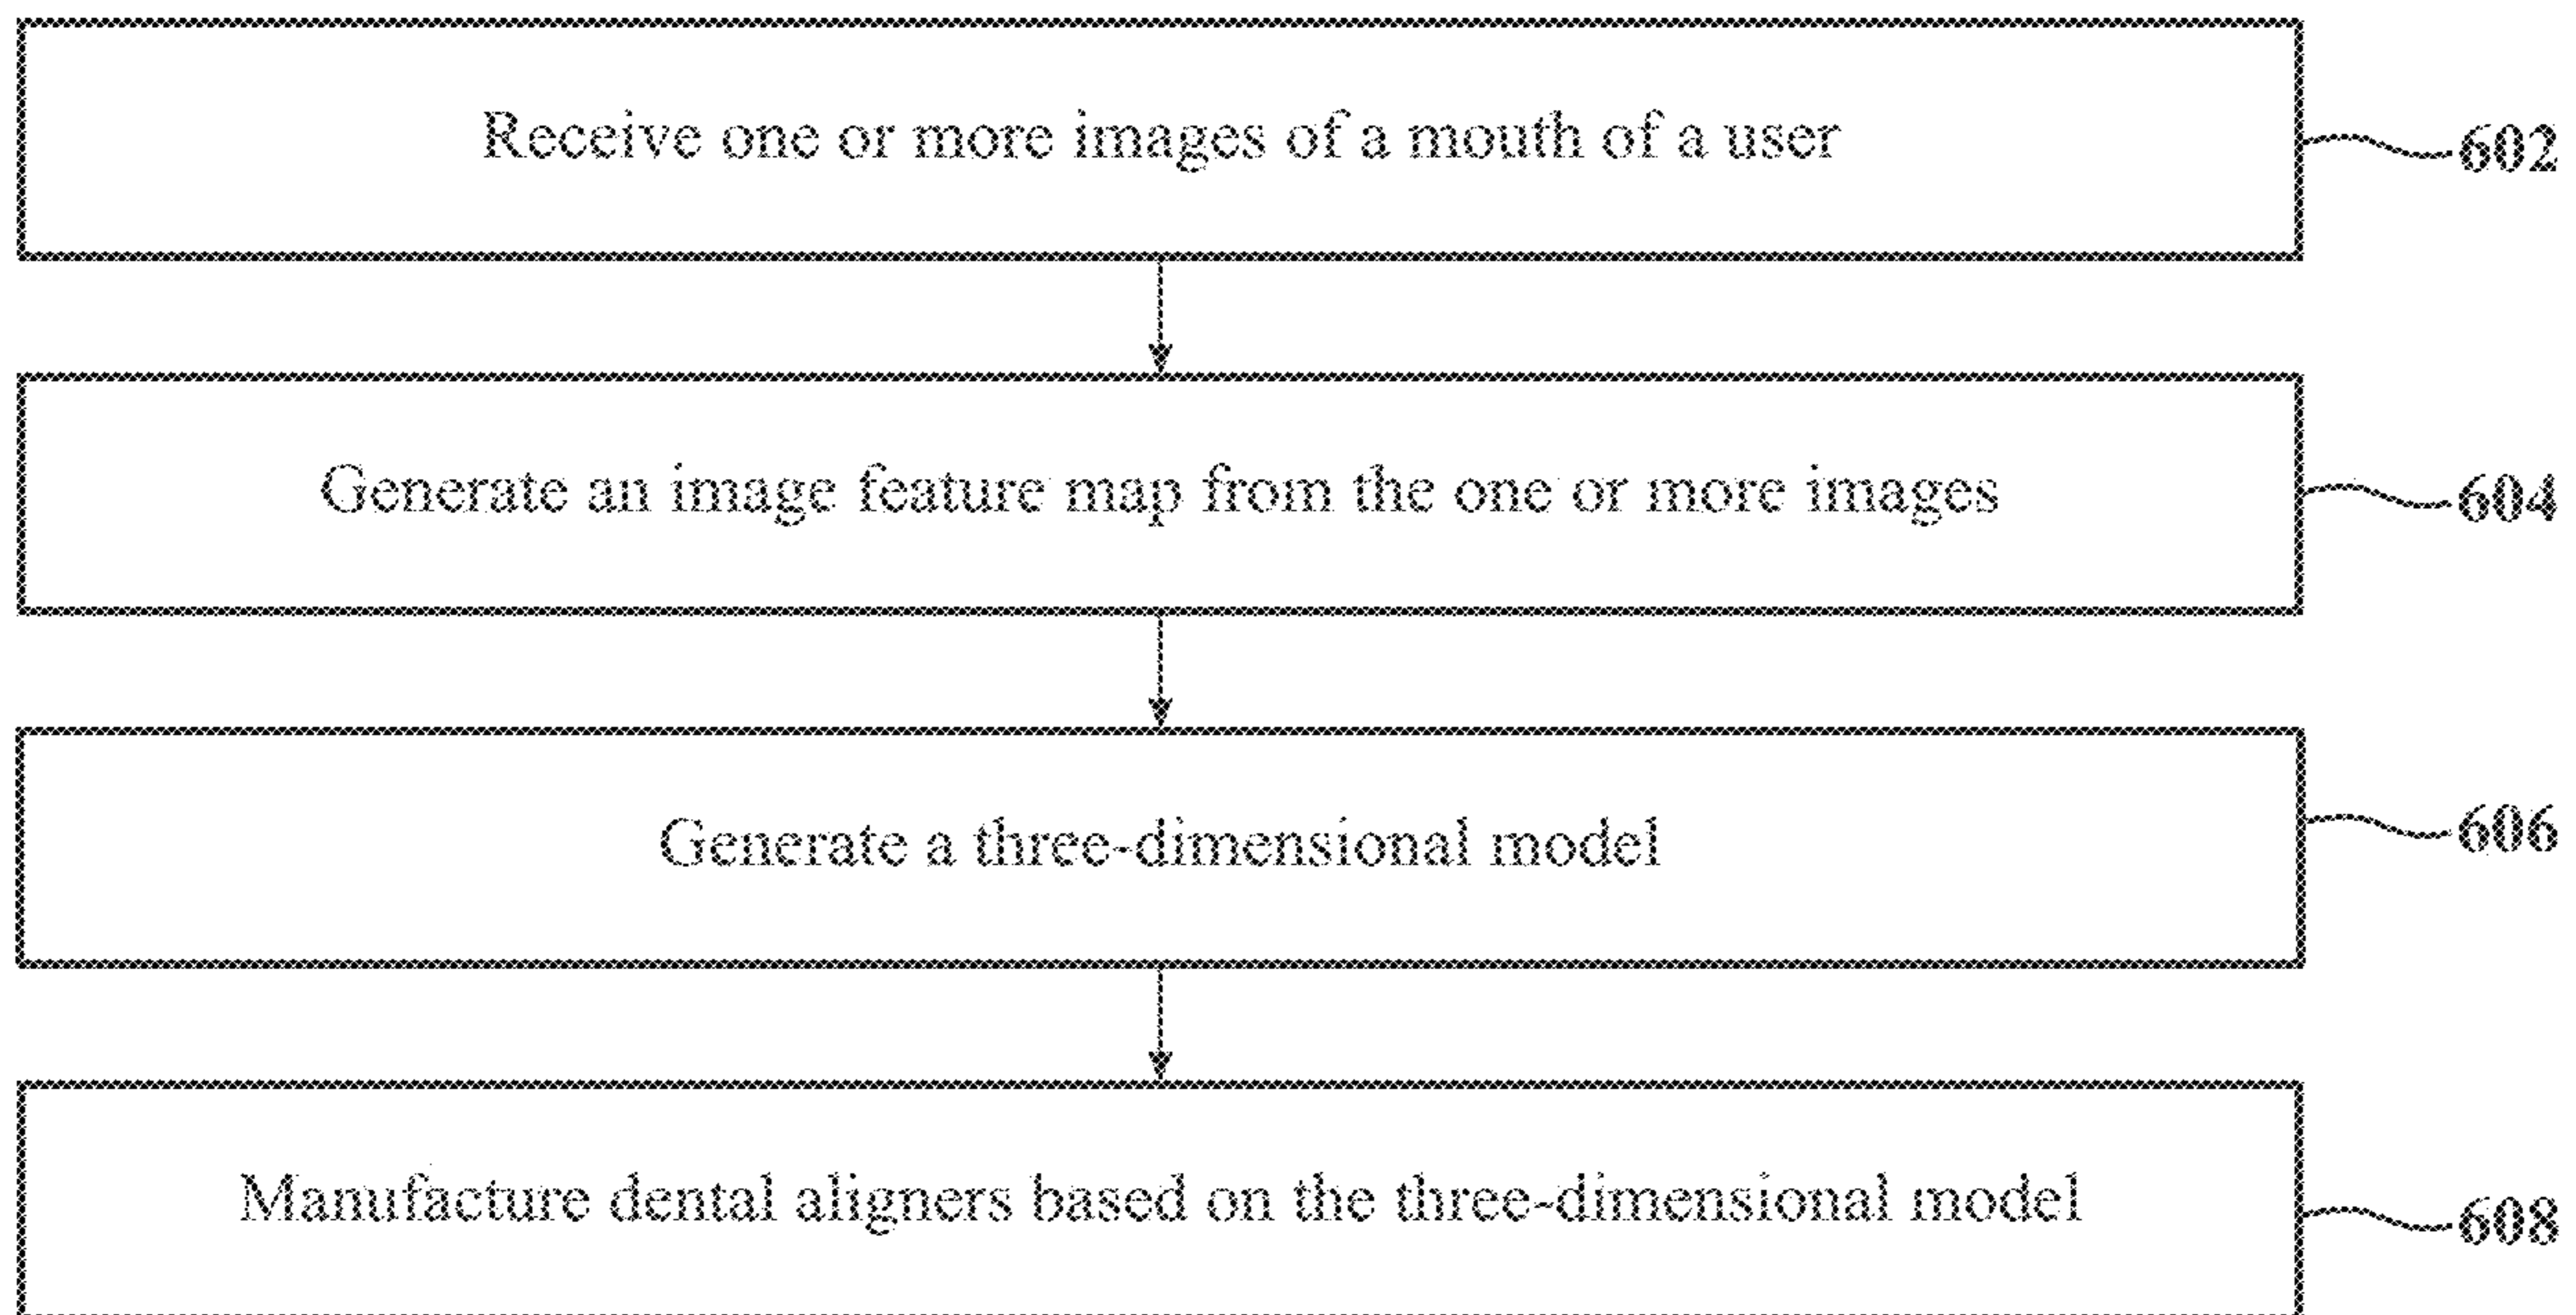 Receive one or more images of a mouth of a user
602
Generate an image feature map from the one or more images
604
Generate a three-dimensional model
606
Manufacture dental aligners based on the three-dimensional model
608